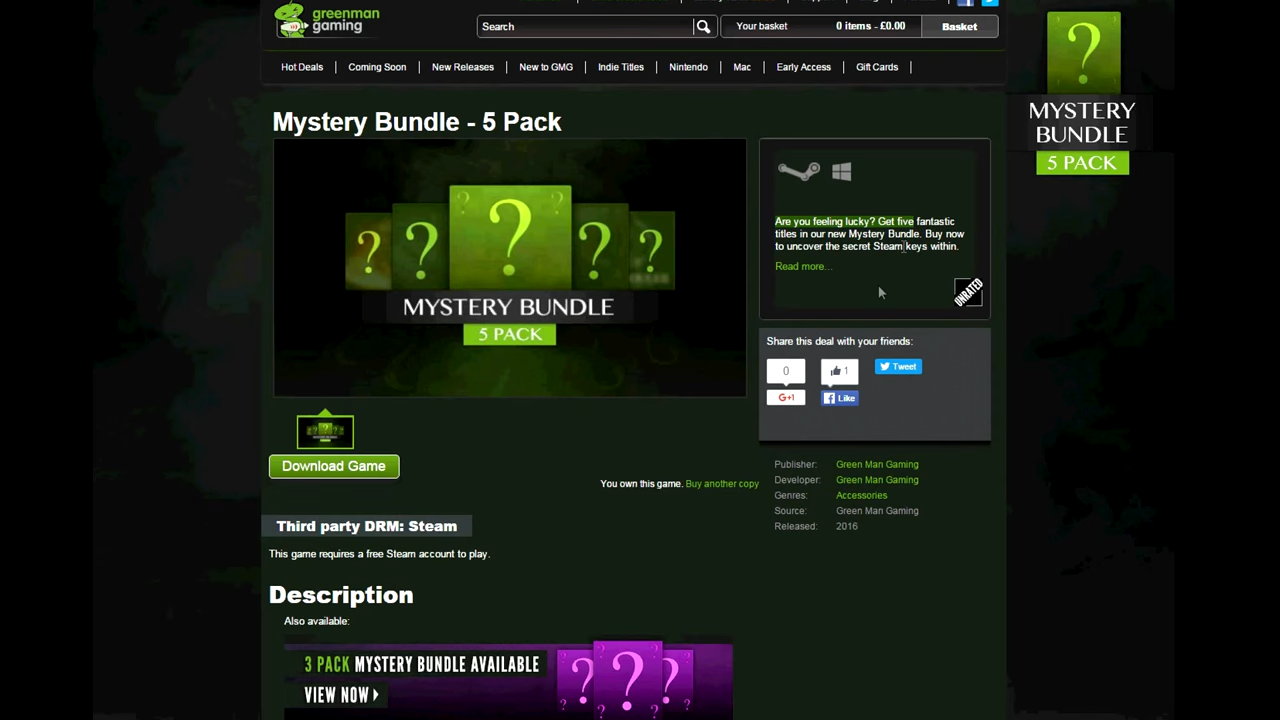 greenman
gaming
Search
Your basket
0 items - £0.00
Basket
Hot Deals
Coming Soon
New Releases
New to GMG
Indie Titles
Nintendo
Mac
Early Access
Gift Cards
Mystery Bundle - 5 Pack
MYSTERY BUNDLE
5 PACK
Are you feeling lucky? Get five fantastic
titles in our new Mystery Bundle. Buy now
to uncover the secret Steam keys within.
Read more...
UNRATED
MYSTERY
BUNDLE
5 PACK
Share this deal with your friends:
0
1
Tweet
G+1
Like
Download Game
You own this game. Buy another copy
Publisher: Green Man Gaming
Developer: Green Man Gaming
Genres: Accessories
Source: Green Man Gaming
Released: 2016
Third party DRM: Steam
This game requires a free Steam account to play.
Description
Also available:
3 PACK MYSTERY BUNDLE AVAILABLE
VIEW NOW